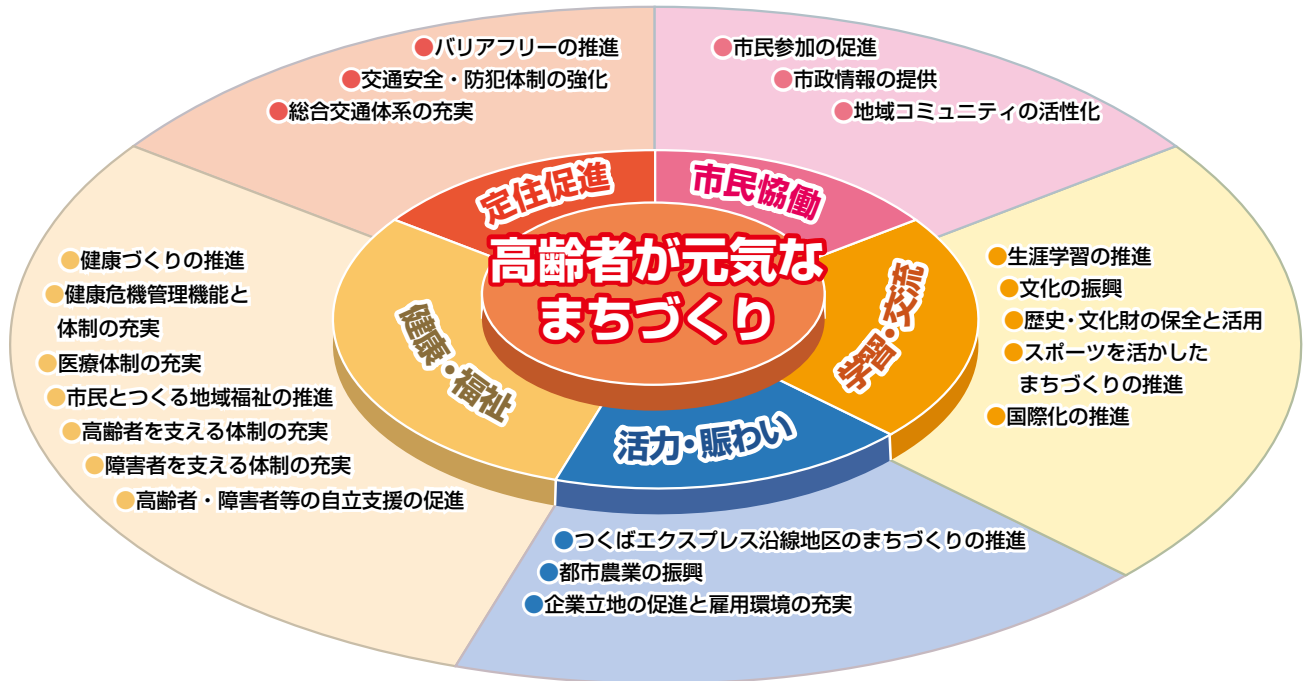 ●バリアフリーの推進
●交通安全・防犯体制の強化
●総合交通体系の充実
●市民参加の促進
●市政情報の提供
●地域コミュニティの活性化
定住促進
市民協働
高齢者が元気な
まちづくり
健康・福祉
学習・交流
活力・賑わい
●健康づくりの推進
●健康危機管理機能と
体制の充実
●医療体制の充実
●市民とつくる地域福祉の推進
●高齢者を支える体制の充実
●障害者を支える体制の充実
●高齢者・障害者等の自立支援の促進
●生涯学習の推進
●文化の振興
●歴史・文化財の保全と活用
●スポーツを活かした
まちづくりの推進
●国際化の推進
●つくばエクスプレス沿線地区のまちづくりの推進
●都市農業の振興
●企業立地の促進と雇用環境の充実